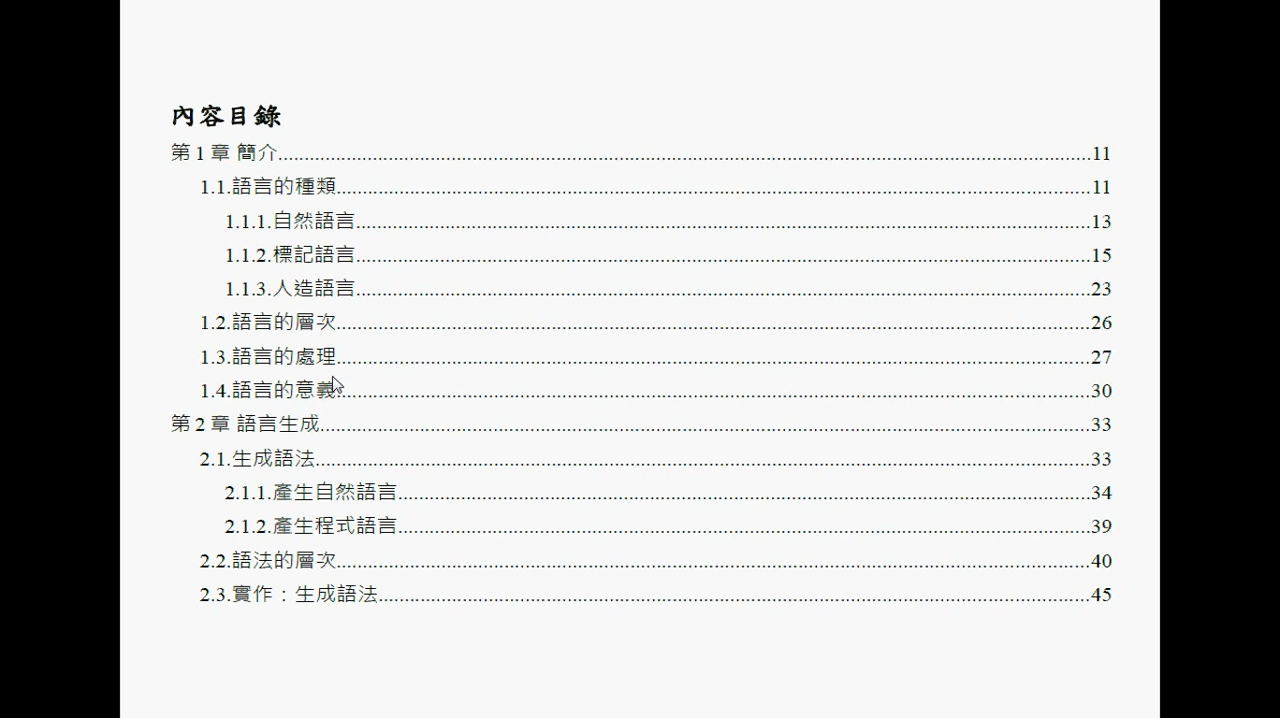 內容目錄
第 1 章 簡介...........................................................................11
1.1.語言的種類...........................................................................11
1.1.1.自然語言...........................................................................13
1.1.2.標記語言...........................................................................15
1.1.3.人造語言...........................................................................23
1.2.語言的層次...........................................................................26
1.3.語言的處理...........................................................................27
1.4.語言的意義...........................................................................30
第 2 章 語言生成...........................................................................33
2.1.生成語法...........................................................................33
2.1.1.產生自然語言...........................................................................34
2.1.2.產生程式語言...........................................................................39
2.2.語法的層次...........................................................................40
2.3.實作：生成語法...........................................................................45